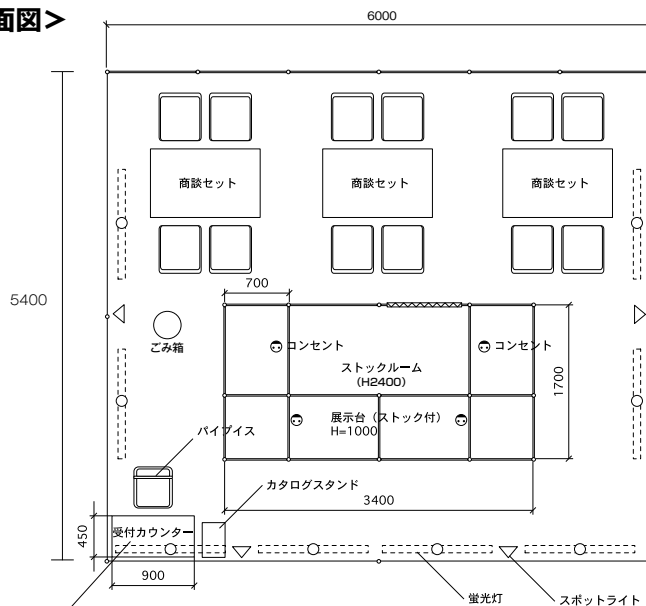 面図＞
6000
商談セット
商談セット
商談セット
5400
700
ごみ箱
コンセント
コンセント
ストックルーム
（H2400）
1700
展示台（ストック付）
H=1000
パイプイス
カタログスタンド
3400
450
受付カウンター
900
蛍光灯
スポットライト